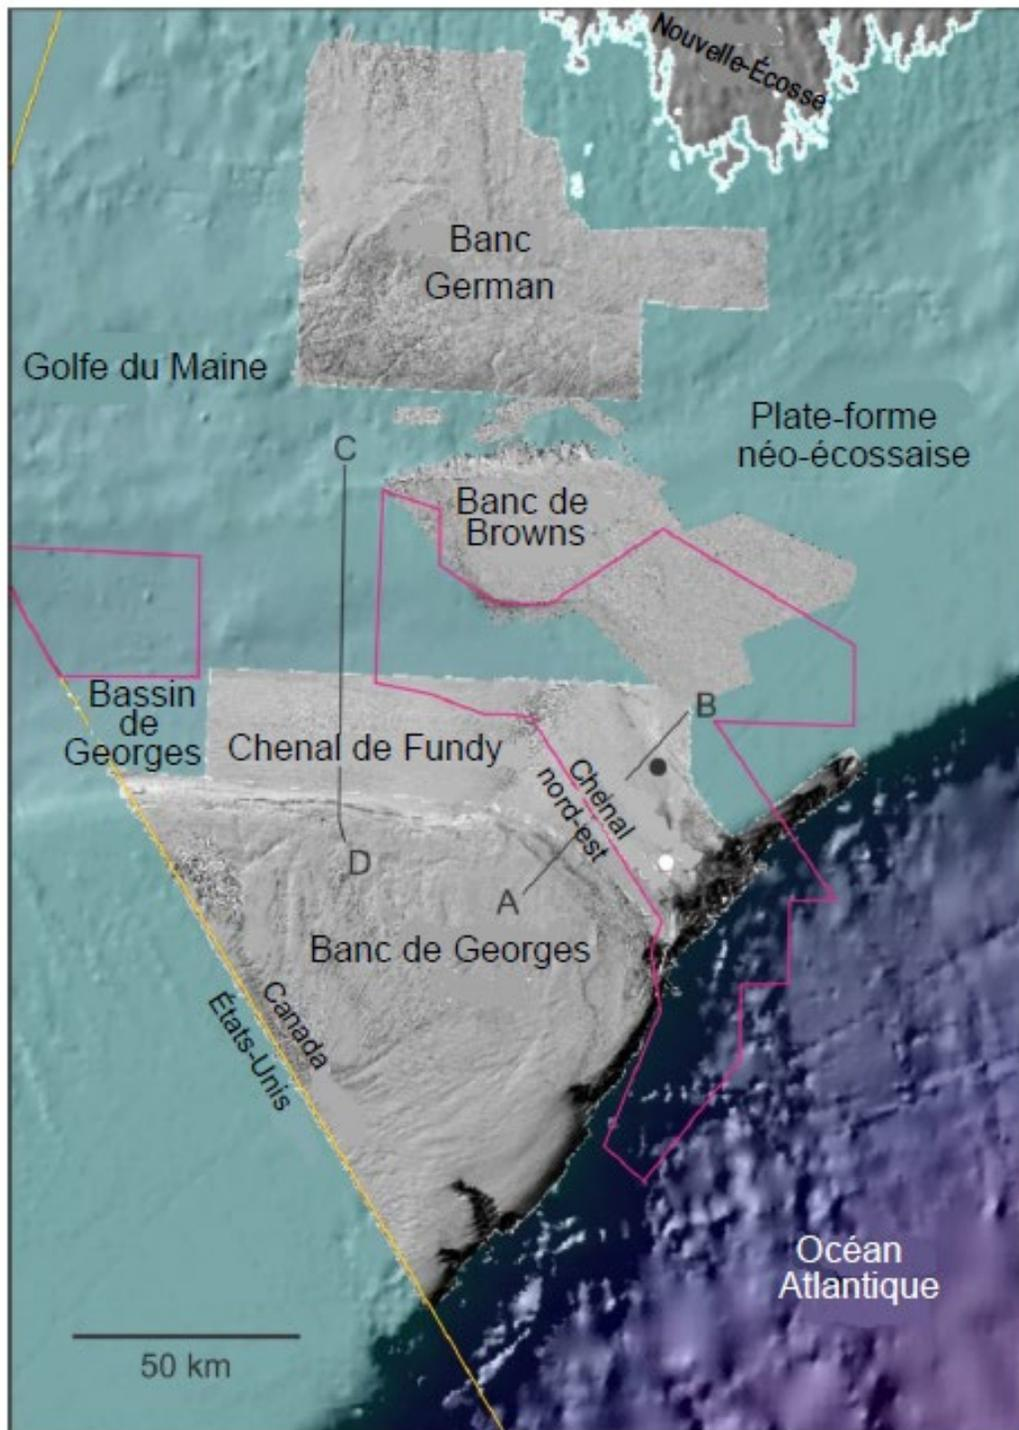 Nouvelle-Écosse
Banc
German
Golfe du Maine
Plate-forme
néo-écossaise
C
Banc de
Browns
Bassin
de
Georges
Chenal de Fundy
B
Chenal
nord-est
D
A
Banc de Georges
Canada
États-Unis
Océan
Atlantique
50 km